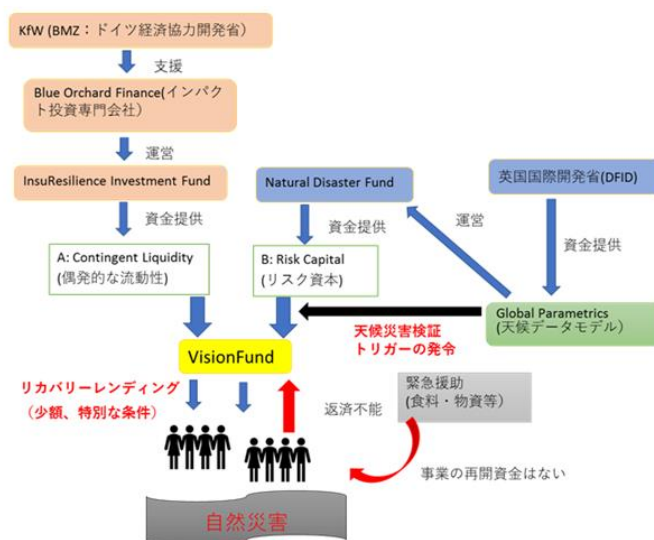 KfW (BMZ：ドイツ経済協力開発省）
支援
Blue Orchard Finance(インパ
クト投資専門会社）
運営
InsuResilience Investment Fund
Natural Disaster Fund
英国国際開発省(DFID)
資金提供
資金提供
運営
資金提供
A: Contingent Liquidity
(偶発的な流動性)
B: Risk Capital
(リスク資本)
Global Parametrics
(天候データモデル）
天候災害検証
トリガーの発令
VisionFund
リカバリーレンディング
（少額、特別な条件）
返済不能
緊急援助
(食料・物資等）
事業の再開資金はない
自然災害